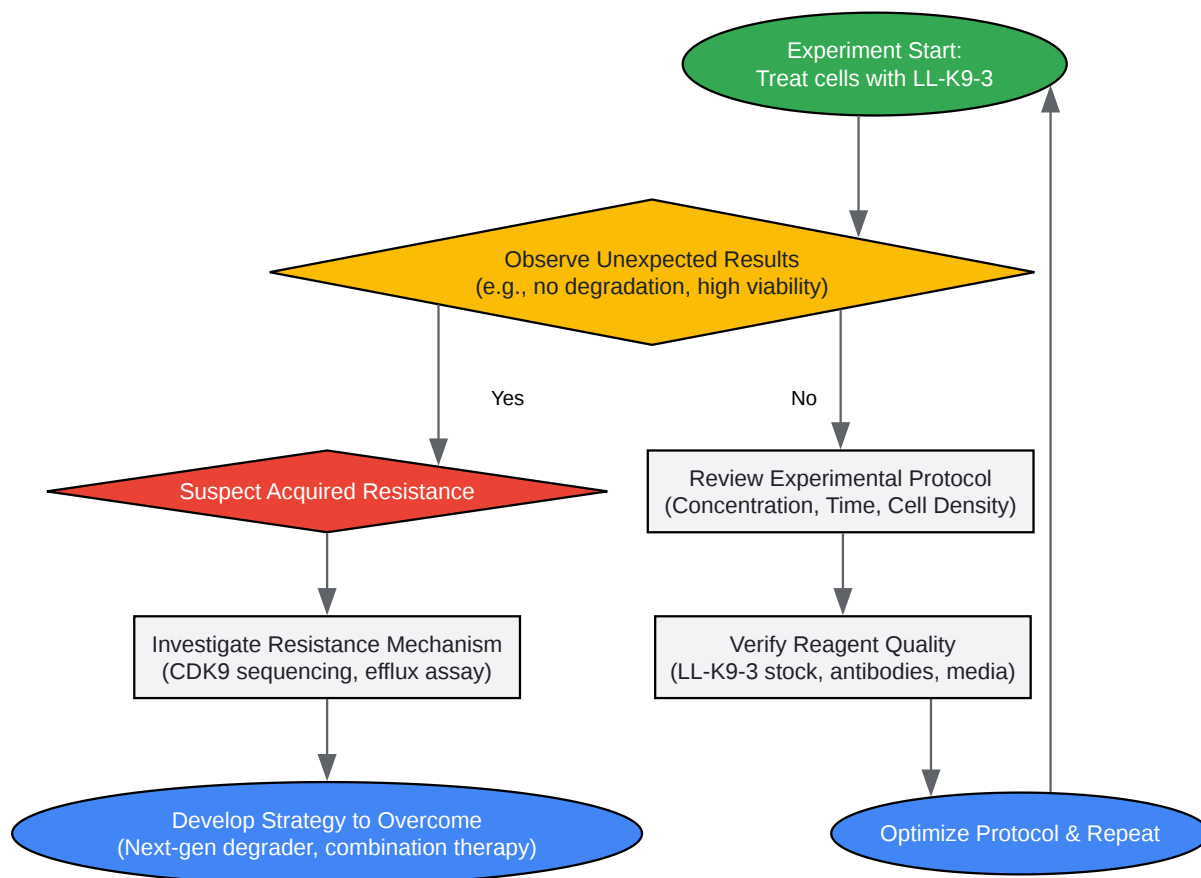 Experiment Start:
Treat cells with LL-K9-3
Observe Unexpected Results
(e.g., no degradation, high viability)
Yes
No
Suspect Acquired Resistance
Review Experimental Protocol
(Concentration, Time, Cell Density)
Investigate Resistance Mechanism
(CDK9 sequencing, efflux assay)
Verify Reagent Quality
(LL-K9-3 stock, antibodies, media)
Develop Strategy to Overcome
(Next-gen degrader, combination therapy)
Optimize Protocol & Repeat